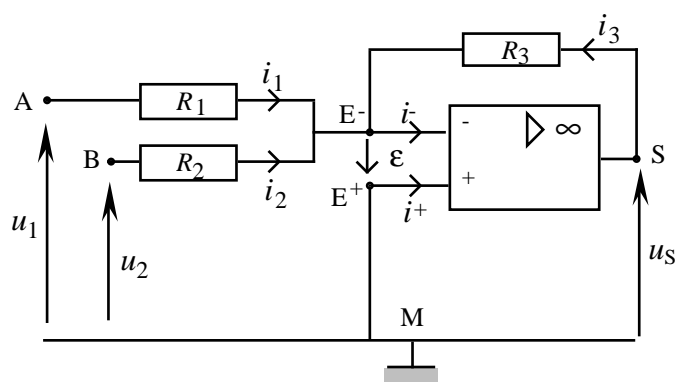 i3
R3
A
i1
R1
E-
i-
-
∞
S
B
R2
ε
i2
E+
i+
+
u1
u2
uS
M